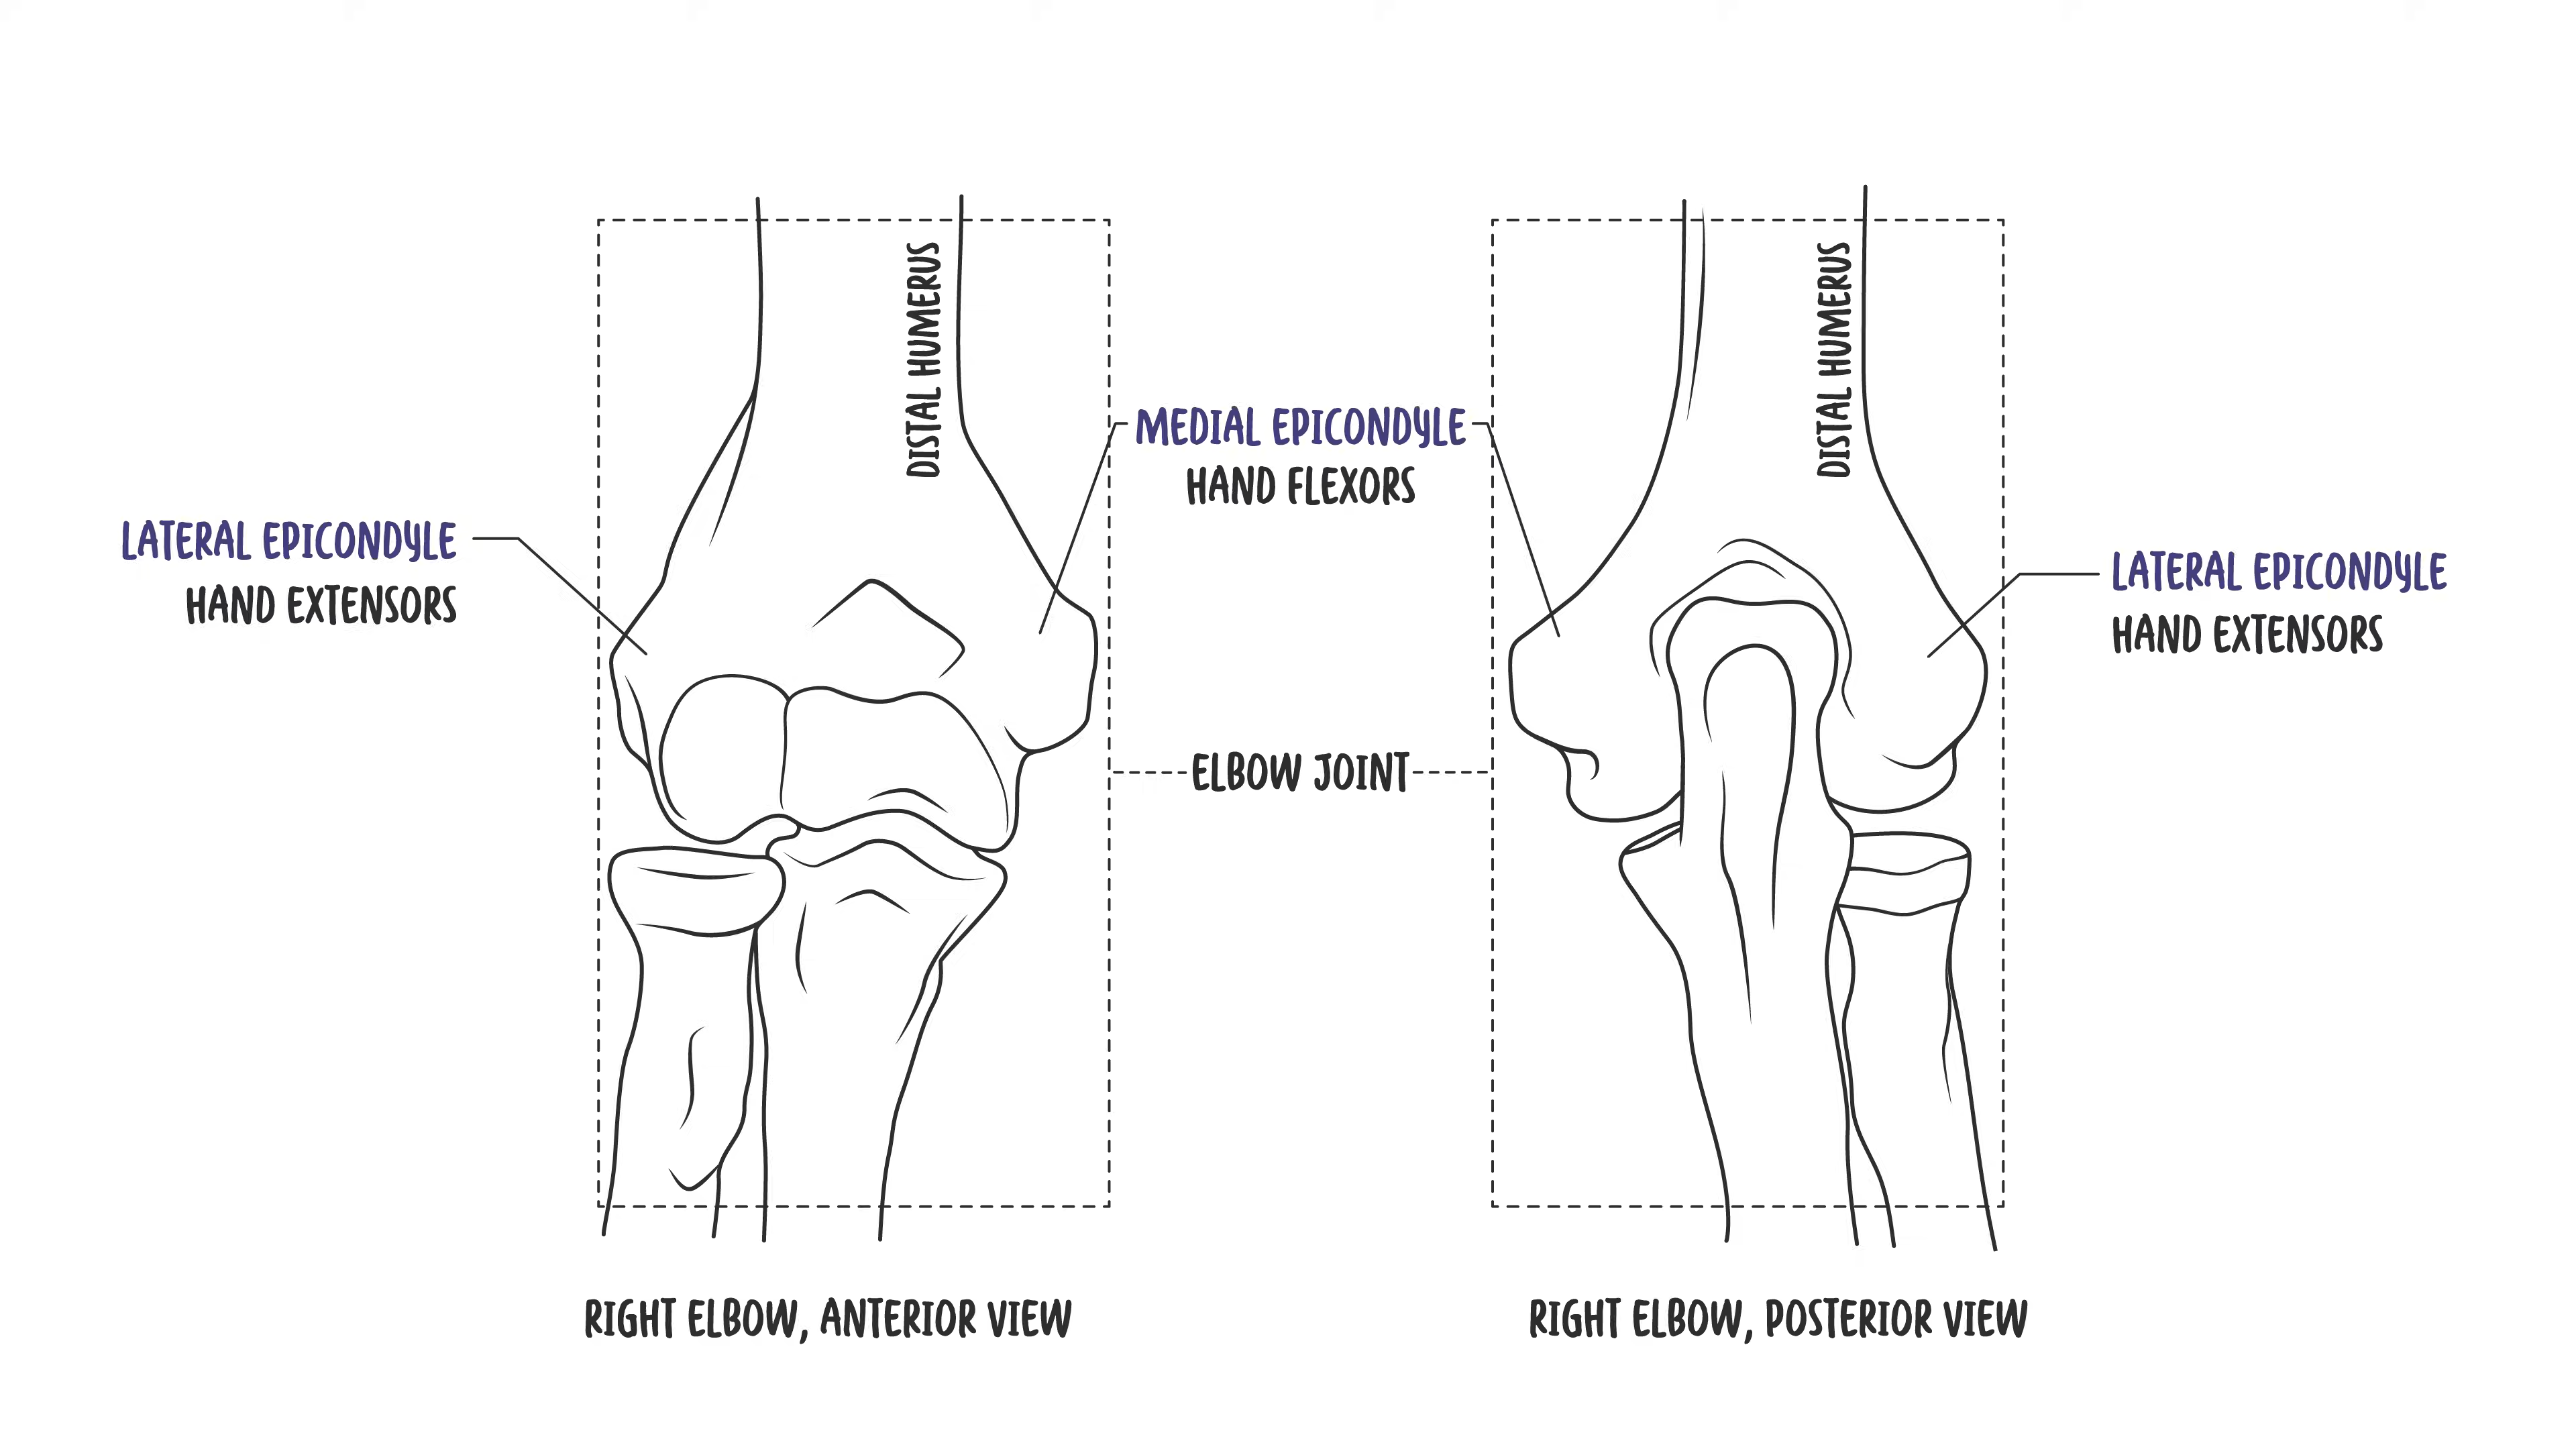 DISTAL HUMERUS
DISTAL HUMERUS
MEDIAL EPICONDYLE
HAND FLEXORS
LATERAL EPICONDYLE
HAND EXTENSORS
LATERAL EPICONDYLE
HAND EXTENSORS
ELBOW JOINT
RIGHT ELBOW, ANTERIOR VIEW
RIGHT ELBOW, POSTERIOR VIEW